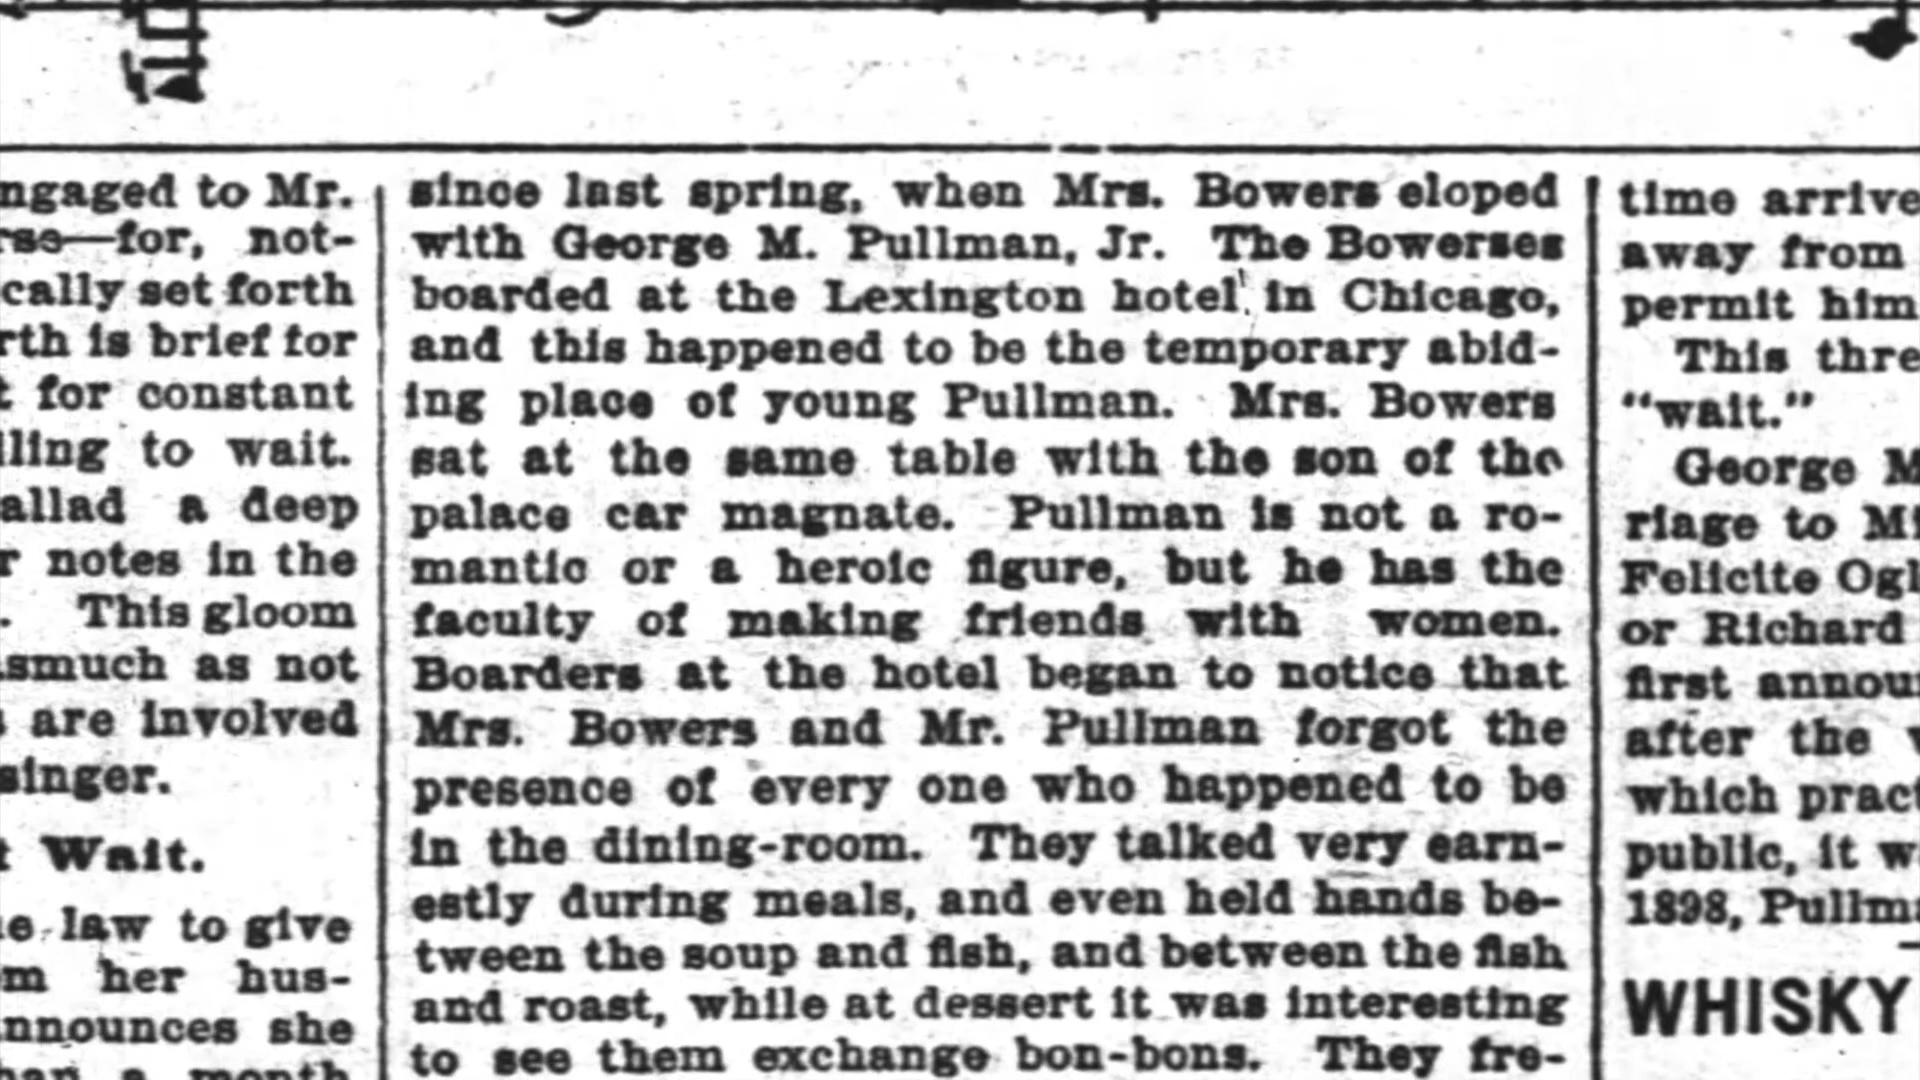 ngaged to Mr.
rse—for, not-
cally set forth
rth is brief for
t for constant
lling to wait.
allad a deep
r notes in the
. This gloom
smuch as not
s are involved
singer.
t Wait.
e law to give
m her hus-
nnounces she
han a month
since last spring, when Mrs. Bowers eloped
with George M. Pullman, Jr. The Bowerses
boarded at the Lexington hotel in Chicago,
and this happened to be the temporary abid-
ing place of young Pullman. Mrs. Bowers
sat at the same table with the son of the
palace car magnate. Pullman is not a ro-
mantic or a heroic figure, but he has the
faculty of making friends with women.
Boarders at the hotel began to notice that
Mrs. Bowers and Mr. Pullman forgot the
presence of every one who happened to be
in the dining-room. They talked very earn-
estly during meals, and even held hands be-
tween the soup and fish, and between the fish
and roast, while at dessert it was interesting
to see them exchange bon-bons. They fre-
time arrive
away from
permit him
This thre
"wait."
George M
riage to Mi
Felicite Ogl
or Richard
first annou
after the
which pract
public, it w
1898, Pullma
WHISKY